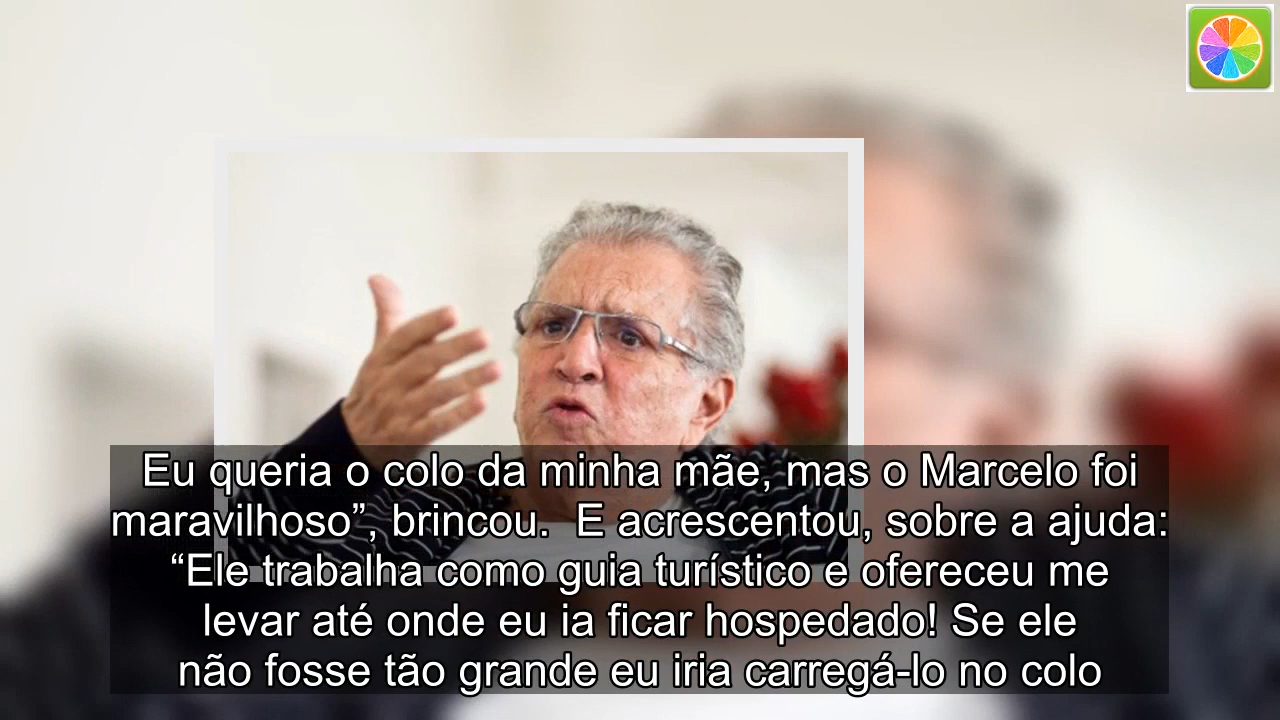 Eu queria o colo da minha mãe, mas o Marcelo foi
maravilhoso”, brincou.  E acrescentou, sobre a ajuda:
“Ele trabalha como guia turístico e ofereceu me
levar até onde eu ia ficar hospedado! Se ele
não fosse tão grande eu iria carregá-lo no colo